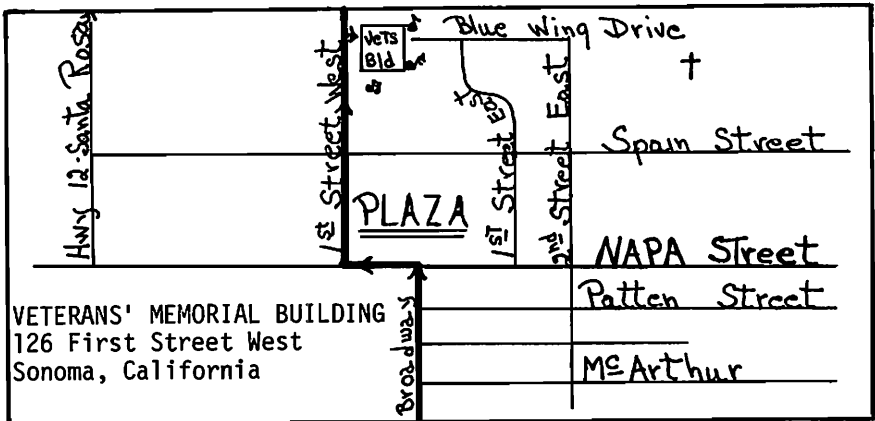 Blue Wing Drive
Vets
Bld
Hwy 12-Santa Rosa
1st Street West
1st Street East
2nd Street East
Spain Street
PLAZA
NAPA Street
Patten Street
McArthur
Broadway
VETERANS' MEMORIAL BUILDING
126 First Street West
Sonoma, California